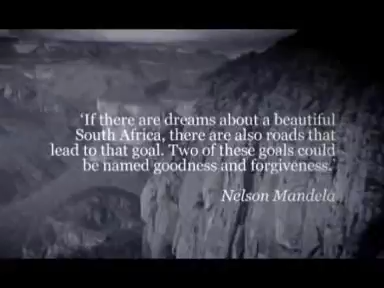 ‘If there are dreams about a beautiful
South Africa, there are also roads that
lead to that goal. Two of these goals could
be named goodness and forgiveness.’
Nelson Mandela